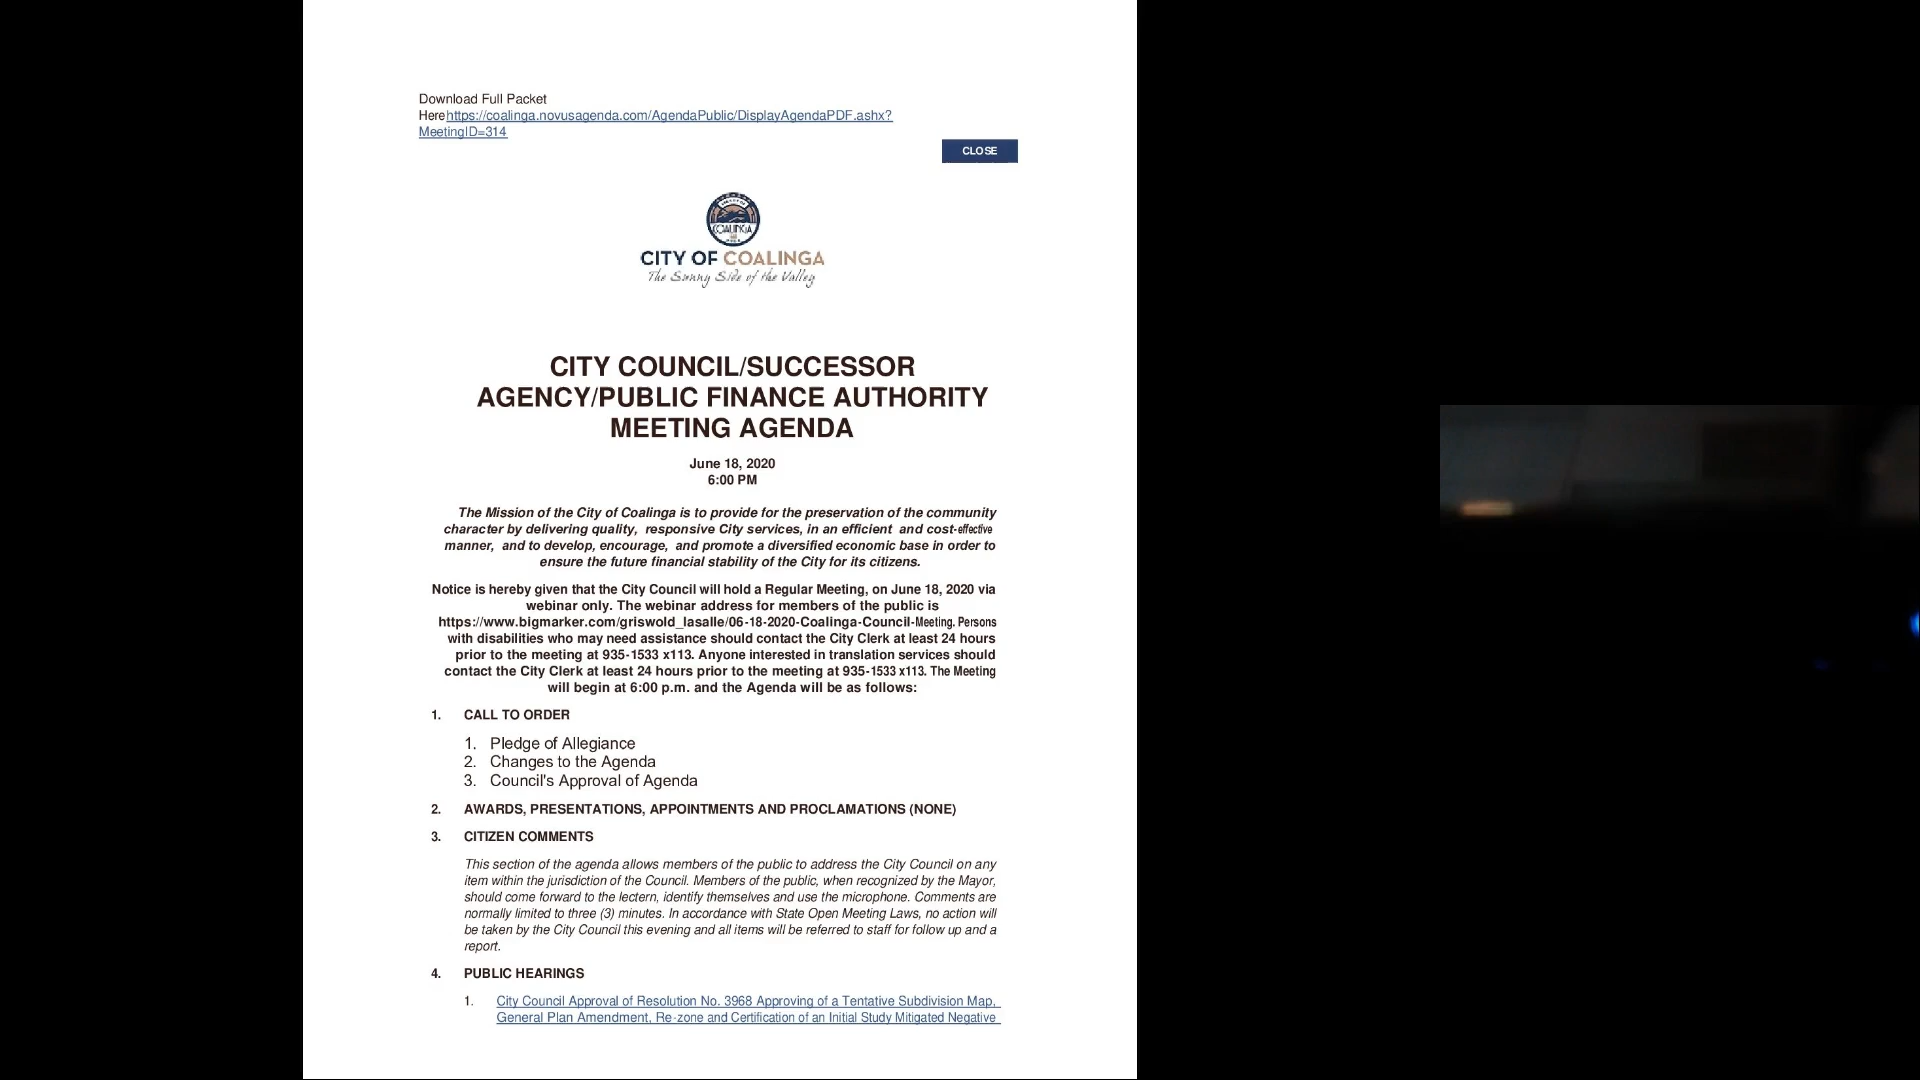 Download Full Packet
Herehttps://coalinga.novusagenda.com/AgendaPublic/DisplayAgendaPDF.ashx?
MeetingID=314
CLOSE
COALINGA
CITY OF COALINGA
The Sunny Side of the Valley
CITY COUNCIL/SUCCESSOR
AGENCY/PUBLIC FINANCE AUTHORITY
MEETING AGENDA
June 18, 2020
6:00 PM
The Mission of the City of Coalinga is to provide for the preservation of the community
character by delivering quality, responsive City services, in an efficient and cost-effective
manner, and to develop, encourage, and promote a diversified economic base in order to
ensure the future financial stability of the City for its citizens.
Notice is hereby given that the City Council will hold a Regular Meeting, on June 18, 2020 via
webinar only. The webinar address for members of the public is
https://www.bigmarker.com/griswold_lasalle/06-18-2020-Coalinga-Council-Meeting. Persons
with disabilities who may need assistance should contact the City Clerk at least 24 hours
prior to the meeting at 935-1533 x113. Anyone interested in translation services should
contact the City Clerk at least 24 hours prior to the meeting at 935-1533 x113. The Meeting
will begin at 6:00 p.m. and the Agenda will be as follows:
1. CALL TO ORDER
1. Pledge of Allegiance
2. Changes to the Agenda
3. Council's Approval of Agenda
2. AWARDS, PRESENTATIONS, APPOINTMENTS AND PROCLAMATIONS (NONE)
3. CITIZEN COMMENTS
This section of the agenda allows members of the public to address the City Council on any
item within the jurisdiction of the Council. Members of the public, when recognized by the Mayor,
should come forward to the lectern, identify themselves and use the microphone. Comments are
normally limited to three (3) minutes. In accordance with State Open Meeting Laws, no action will
be taken by the City Council this evening and all items will be referred to staff for follow up and a
report.
4. PUBLIC HEARINGS
1. City Council Approval of Resolution No. 3968 Approving of a Tentative Subdivision Map,
General Plan Amendment, Re-zone and Certification of an Initial Study Mitigated Negative